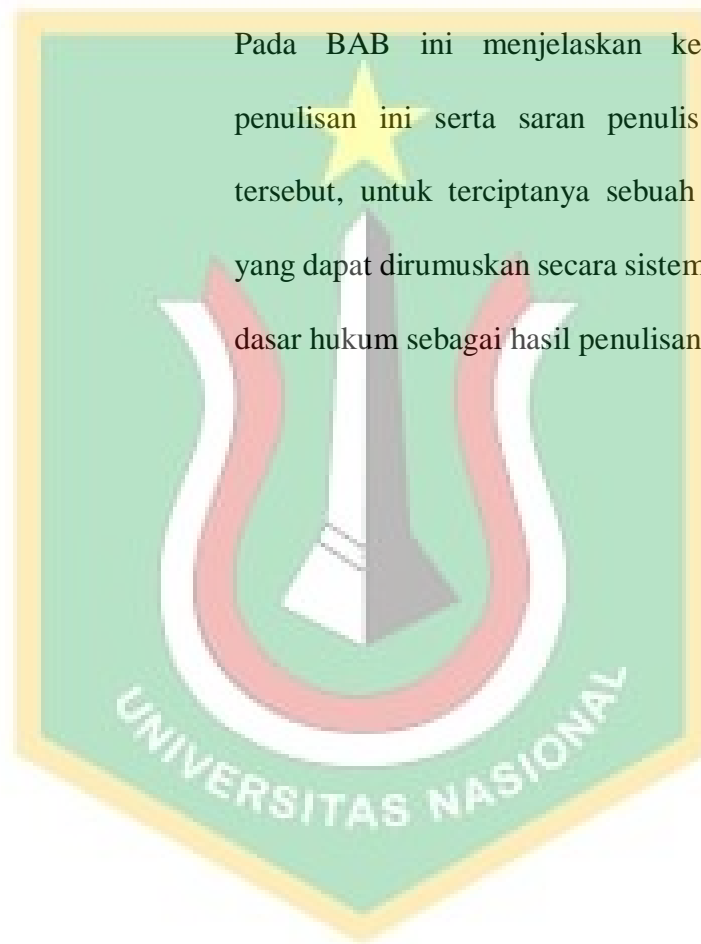 Pada BAB ini menjelaskan ke
penulisan ini serta saran penulis
tersebut, untuk terciptanya sebuah
yang dapat dirumuskan secara sistem
dasar hukum sebagai hasil penulisan
UNIVERSITAS NASIONAL